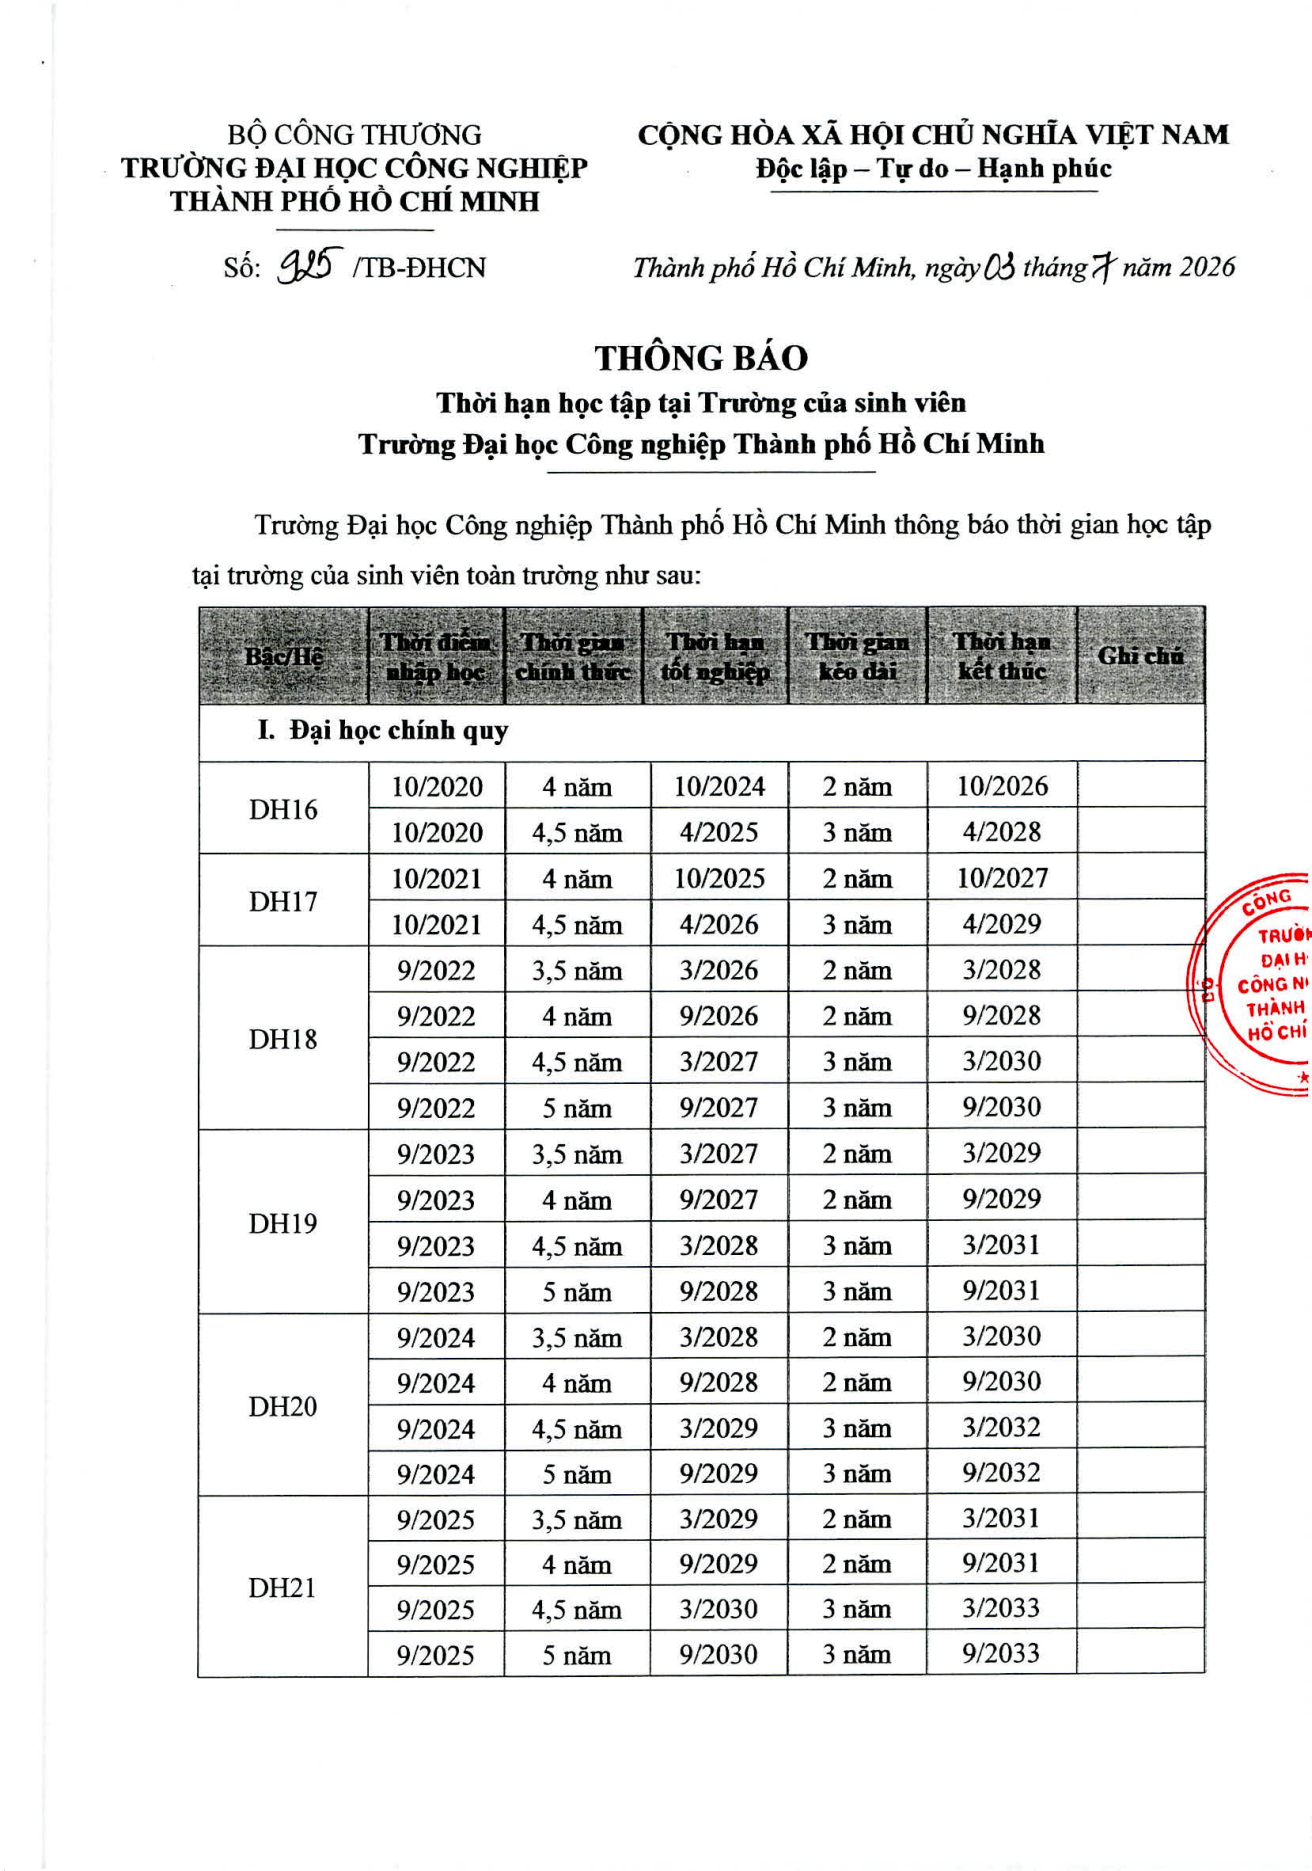 BỘ CÔNG THƯƠNG
TRƯỜNG ĐẠI HỌC CÔNG NGHIỆP
THÀNH PHỐ HỒ CHÍ MINH
Số: 925 /TB-ĐHCN
CỘNG HÒA XÃ HỘI CHỦ NGHĨA VIỆT NAM
Độc lập – Tự do – Hạnh phúc
Thành phố Hồ Chí Minh, ngày 03 tháng 7 năm 2026
THÔNG BÁO
Thời hạn học tập tại Trường của sinh viên
Trường Đại học Công nghiệp Thành phố Hồ Chí Minh
Trường Đại học Công nghiệp Thành phố Hồ Chí Minh thông báo thời gian học tập
tại trường của sinh viên toàn trường như sau:
Bậc/Hệ Thời điểm nhập học Thời gian chính thức Thời hạn tốt nghiệp Thời gian kéo dài Thời hạn kết thúc Ghi chú
I. Đại học chính quy
DH16 10/2020 4 năm 10/2024 2 năm 10/2026
10/2020 4,5 năm 4/2025 3 năm 4/2028
DH17 10/2021 4 năm 10/2025 2 năm 10/2027
10/2021 4,5 năm 4/2026 3 năm 4/2029
DH18 9/2022 3,5 năm 3/2026 2 năm 3/2028
9/2022 4 năm 9/2026 2 năm 9/2028
9/2022 4,5 năm 3/2027 3 năm 3/2030
9/2022 5 năm 9/2027 3 năm 9/2030
DH19 9/2023 3,5 năm 3/2027 2 năm 3/2029
9/2023 4 năm 9/2027 2 năm 9/2029
9/2023 4,5 năm 3/2028 3 năm 3/2031
9/2023 5 năm 9/2028 3 năm 9/2031
DH20 9/2024 3,5 năm 3/2028 2 năm 3/2030
9/2024 4 năm 9/2028 2 năm 9/2030
9/2024 4,5 năm 3/2029 3 năm 3/2032
9/2024 5 năm 9/2029 3 năm 9/2032
DH21 9/2025 3,5 năm 3/2029 2 năm 3/2031
9/2025 4 năm 9/2029 2 năm 9/2031
9/2025 4,5 năm 3/2030 3 năm 3/2033
9/2025 5 năm 9/2030 3 năm 9/2033
BỘ CÔNG
ĐẠI
CÔNG
THÀNH
HỒ CHÍ